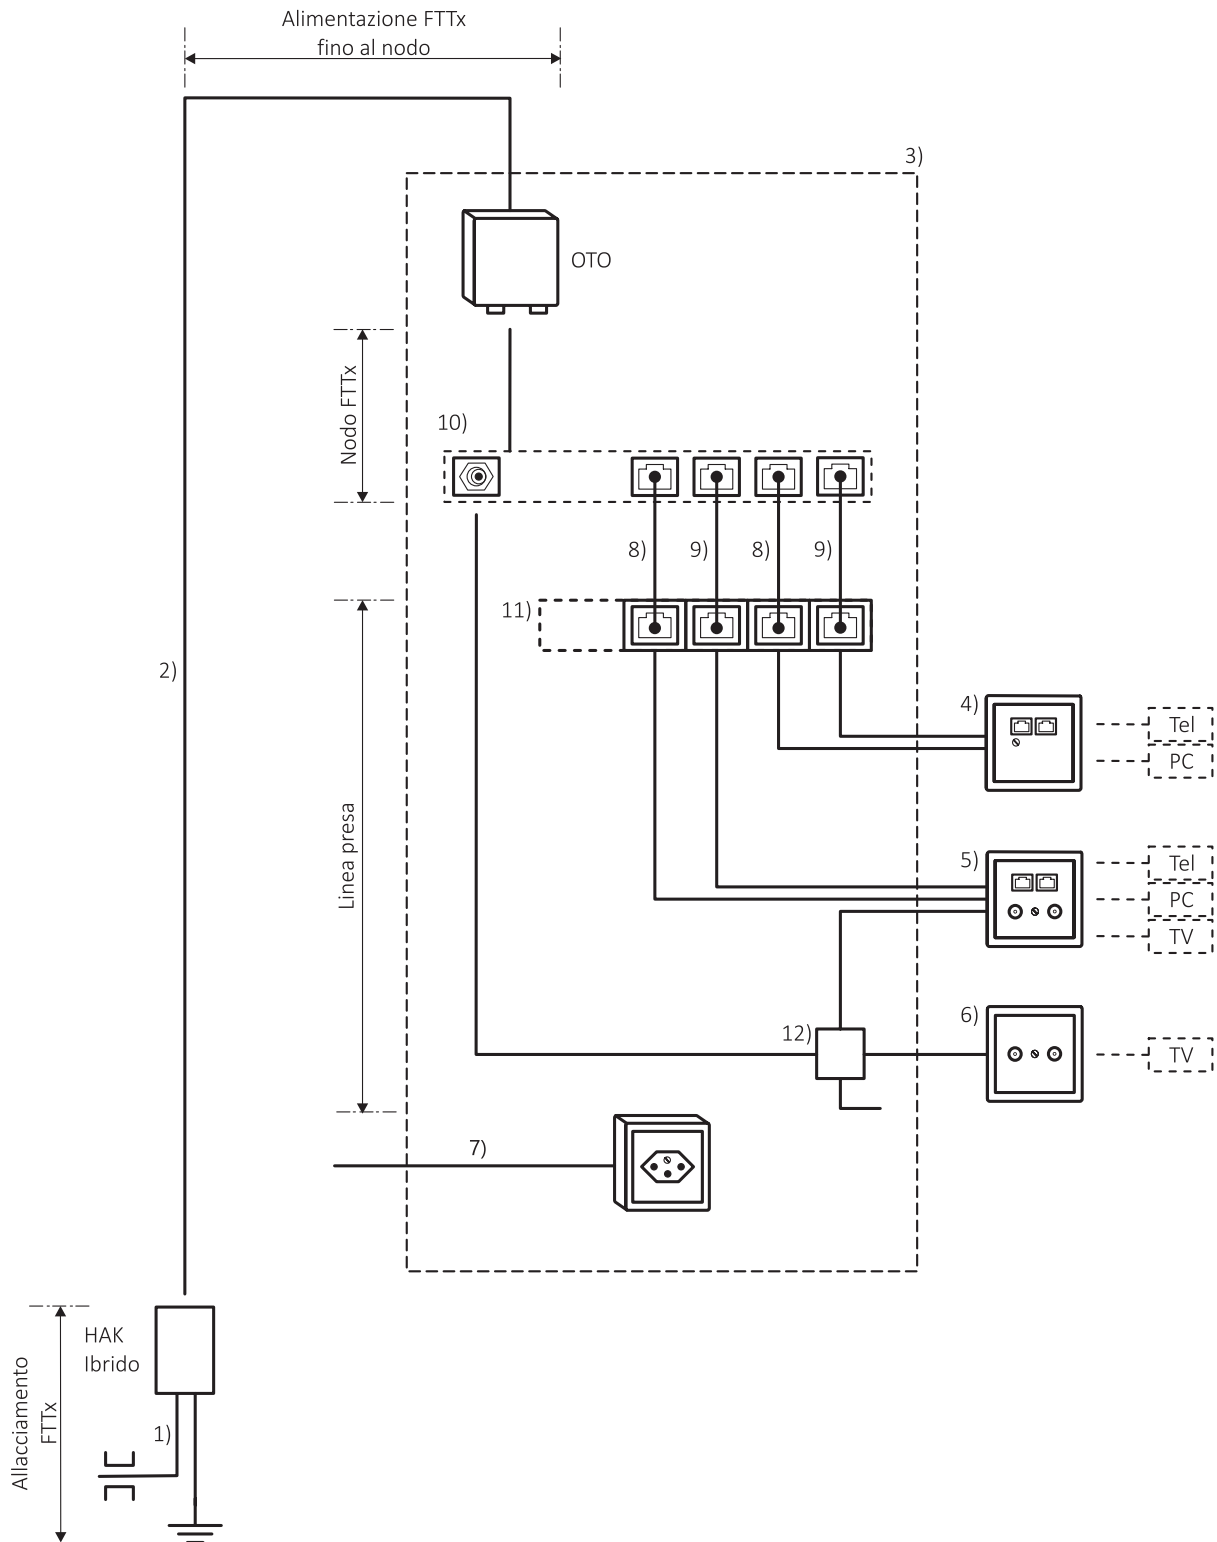 Alimentazione FTTx
fino al nodo
3)
OTO
Nodo FTTx
10)
8)
9)
8)
9)
11)
2)
4)
Tel
PC
Linea presa
5)
Tel
PC
TV
6)
12)
TV
7)
HAK
Ibrido
Allacciamento
FTTx
1)